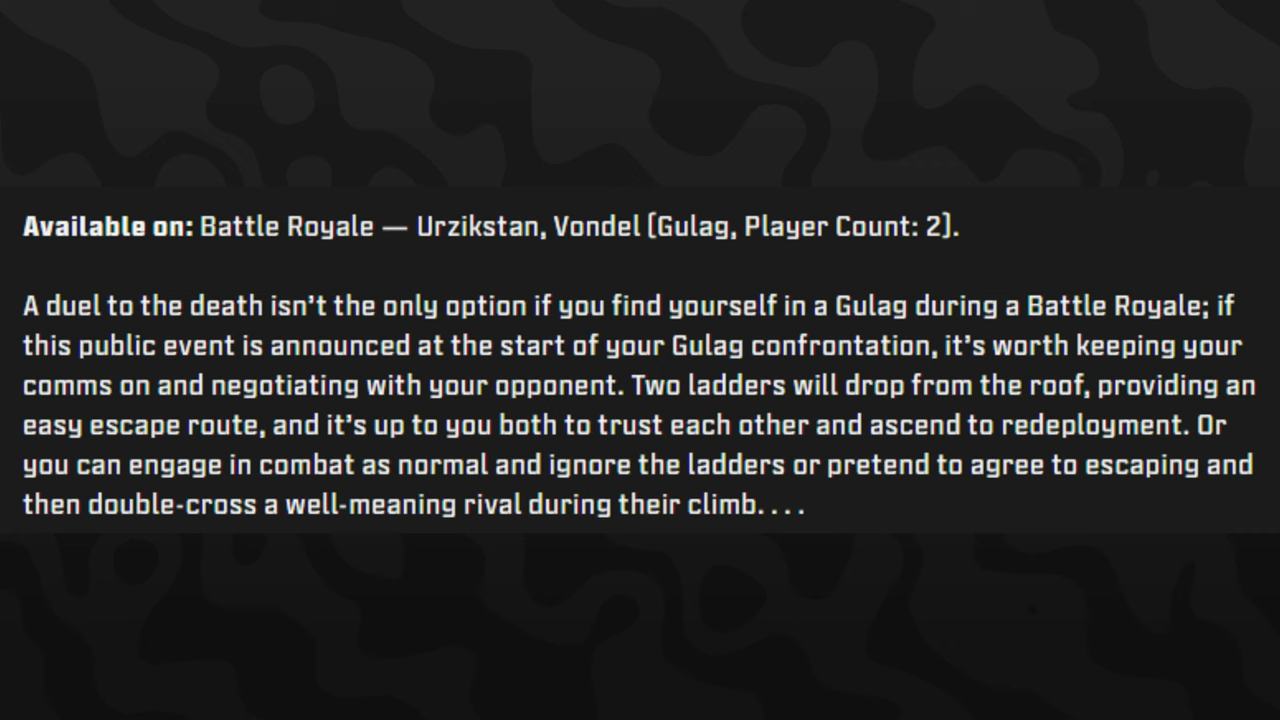 Available on: Battle Royale — Urzikstan, Vondel (Gulag, Player Count: 2).
A duel to the death isn’t the only option if you find yourself in a Gulag during a Battle Royale; if
this public event is announced at the start of your Gulag confrontation, it’s worth keeping your
comms on and negotiating with your opponent. Two ladders will drop from the roof, providing an
easy escape route, and it’s up to you both to trust each other and ascend to redeployment. Or
you can engage in combat as normal and ignore the ladders or pretend to agree to escaping and
then double-cross a well-meaning rival during their climb. . . .